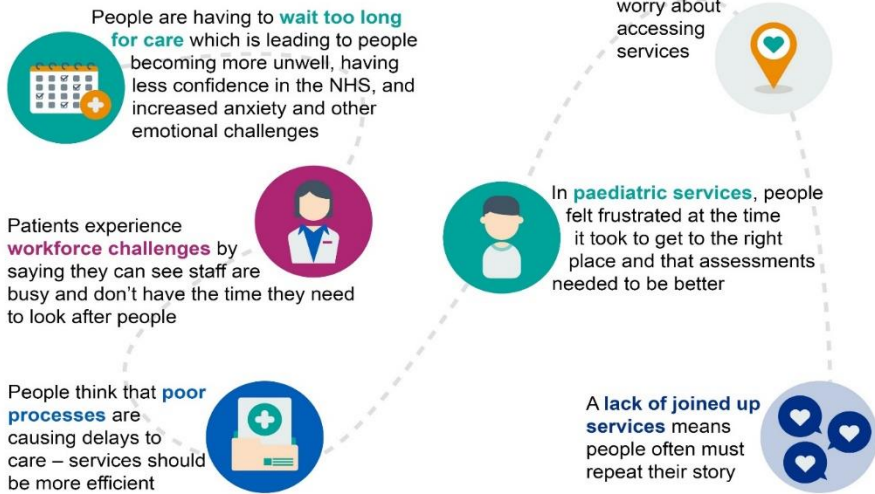 People are having to wait too long
for care which is leading to people
becoming more unwell, having
less confidence in the NHS, and
increased anxiety and other
emotional challenges
Patients experience
workforce challenges by
saying they can see staff are
busy and don’t have the time they need
to look after people
People think that poor
processes are
causing delays to
care – services should
be more efficient
worry about
accessing
services
In paediatric services, people
felt frustrated at the time
it took to get to the right
place and that assessments
needed to be better
A lack of joined up
services means
people often must
repeat their story